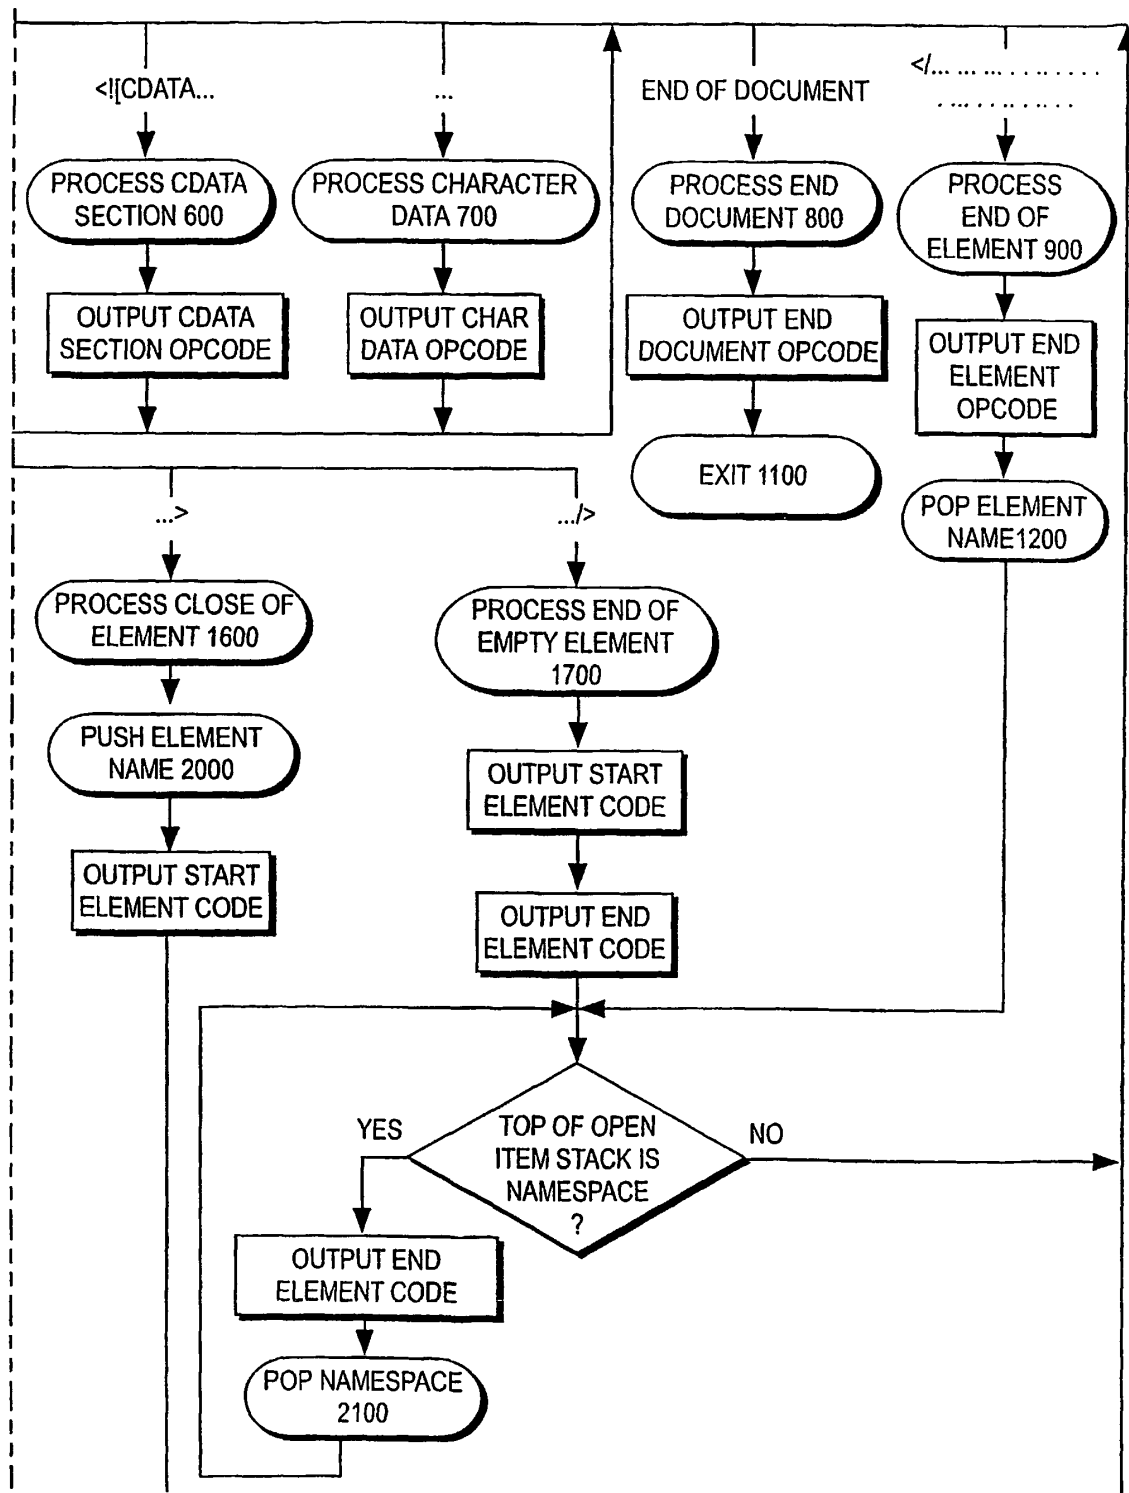 <![CDATA...
...
END OF DOCUMENT
</... ... ... . . . .. . . . .
. ... . . .. . ... . .
PROCESS CDATA
SECTION 600
PROCESS CHARACTER
DATA 700
PROCESS END
DOCUMENT 800
PROCESS
END OF
ELEMENT 900
OUTPUT CDATA
SECTION OPCODE
OUTPUT CHAR
DATA OPCODE
OUTPUT END
DOCUMENT OPCODE
OUTPUT END
ELEMENT
OPCODE
EXIT 1100
POP ELEMENT
NAME1200
...>
.../>
PROCESS CLOSE OF
ELEMENT 1600
PROCESS END OF
EMPTY ELEMENT
1700
PUSH ELEMENT
NAME 2000
OUTPUT START
ELEMENT CODE
OUTPUT START
ELEMENT CODE
OUTPUT END
ELEMENT CODE
YES
TOP OF OPEN
ITEM STACK IS
NAMESPACE
?
NO
OUTPUT END
ELEMENT CODE
POP NAMESPACE
2100